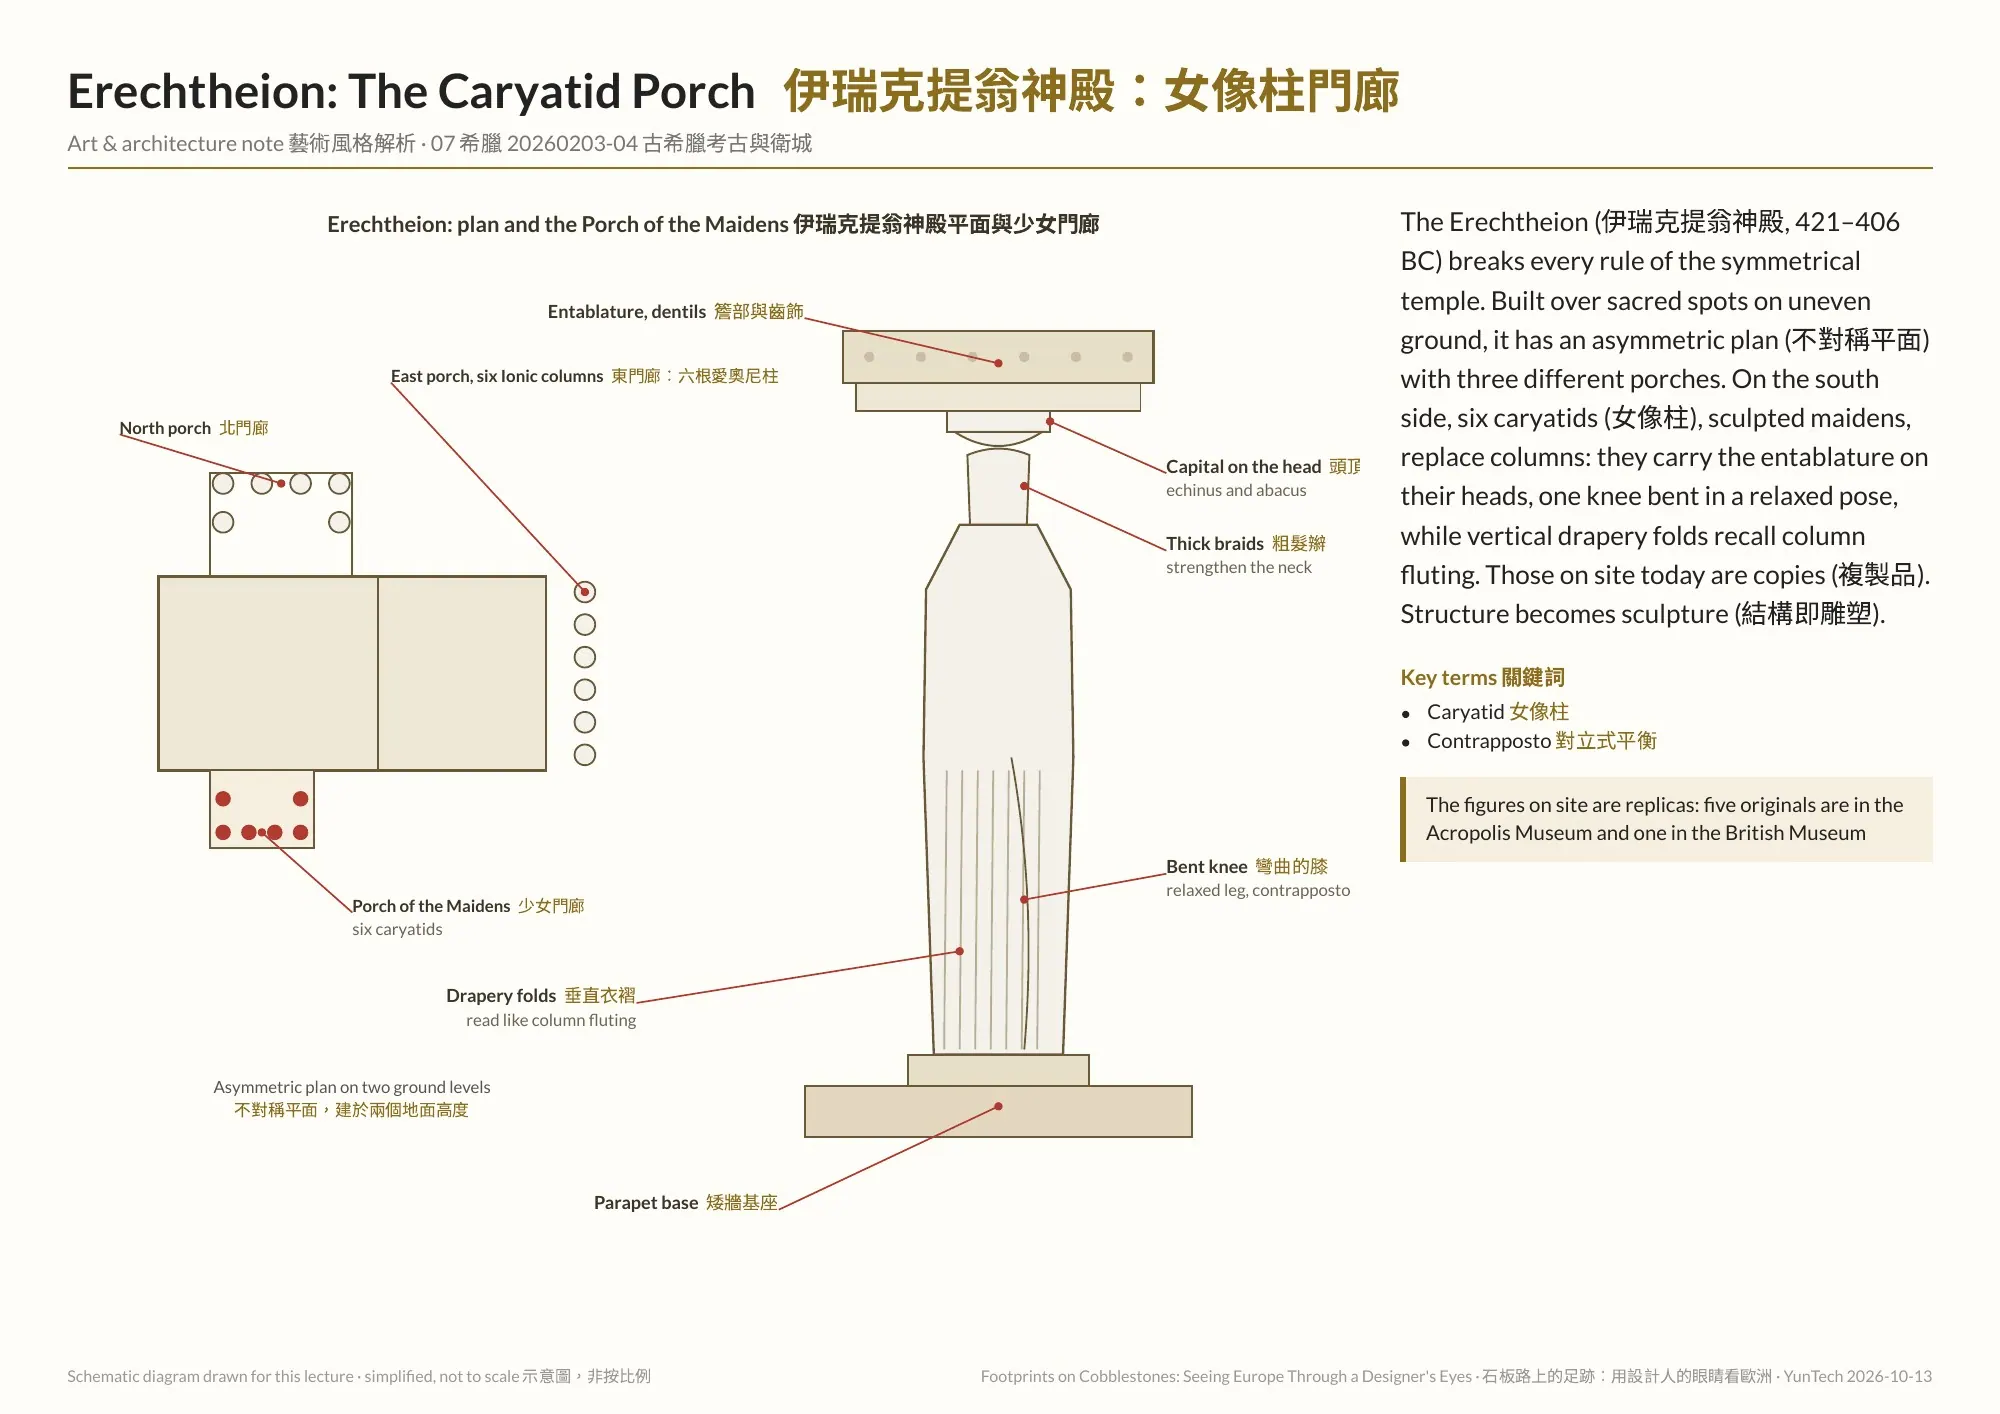 Erechtheion: The Caryatid Porch 伊瑞克提翁神殿：女像柱門廊
Art & architecture note 藝術風格解析 · 07 希臘 20260203-04 古希臘考古與衛城
Erechtheion: plan and the Porch of the Maidens 伊瑞克提翁神殿平面與少女門廊
Entablature, dentils 簷部與齒飾
East porch, six Ionic columns 東門廊：六根愛奧尼柱
North porch 北門廊
Capital on the head 頭頂
echinus and abacus
Thick braids 粗髮辮
strengthen the neck
Bent knee 彎曲的膝
relaxed leg, contrapposto
Porch of the Maidens 少女門廊
six caryatids
Drapery folds 垂直衣褶
read like column fluting
Asymmetric plan on two ground levels
不對稱平面，建於兩個地面高度
Parapet base 矮牆基座
The Erechtheion (伊瑞克提翁神殿, 421–406
BC) breaks every rule of the symmetrical
temple. Built over sacred spots on uneven
ground, it has an asymmetric plan (不對稱平面)
with three different porches. On the south
side, six caryatids (女像柱), sculpted maidens,
replace columns: they carry the entablature on
their heads, one knee bent in a relaxed pose,
while vertical drapery folds recall column
fluting. Those on site today are copies (複製品).
Structure becomes sculpture (結構即雕塑).
Key terms 關鍵詞
• Caryatid 女像柱
• Contrapposto 對立式平衡
The figures on site are replicas: five originals are in the
Acropolis Museum and one in the British Museum
Schematic diagram drawn for this lecture · simplified, not to scale 示意圖，非按比例
Footprints on Cobblestones: Seeing Europe Through a Designer's Eyes · 石板路上的足跡：用設計人的眼睛看歐洲 · YunTech 2026-10-13